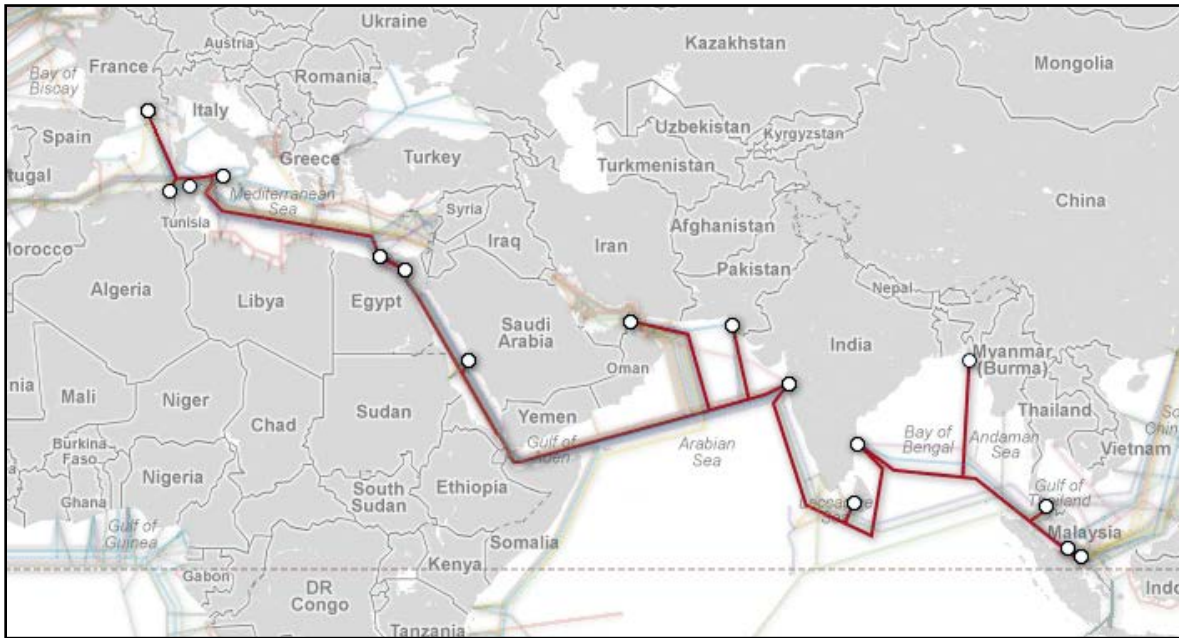 Ukraine
Kazakhstan
Mongolia
Austria
France
Bay of
Biscay
Romania
Italy
Uzbekistan
Kyrgyzstan
Spain
Greece
Turkey
Turkmenistan
tugal
Mediterranean
Sea
China
Syria
Afghanistan
Tunisia
Morocco
Iraq
Iran
Pakistan
Algeria
Libya
Egypt
Nepal
Saudi
Arabia
India
Myanmar
(Burma)
Oman
nia
Mali
Niger
Chad
Sudan
Yemen
Thailand
Burkina
Faso
Gulf of
Arabian
Sea
Bay of
Bengal
Andaman
Sea
Vietnam
Nigeria
Ethiopia
South
Sudan
Ghana
Gulf of
Thailand
Gulf of
Guinea
Malaysia
Somalia
Gabon
Kenya
DR
Congo
Indo
Tanzania